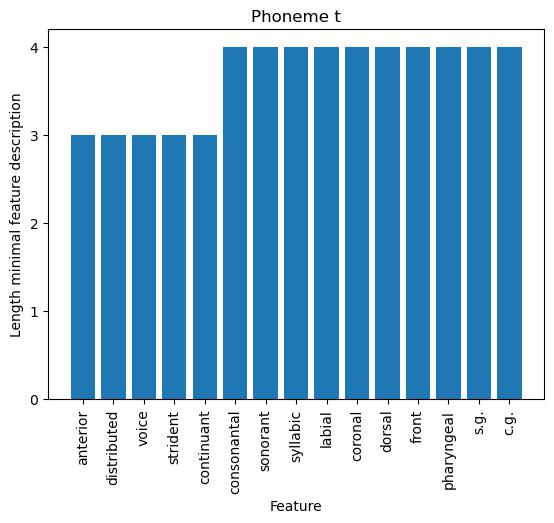 Phoneme t
Length minimal feature description
4
3
2
1
0
anterior
distributed
voice
strident
continuant
consonantal
sonorant
syllabic
labial
coronal
dorsal
front
pharyngeal
s.g.
c.g.
Feature